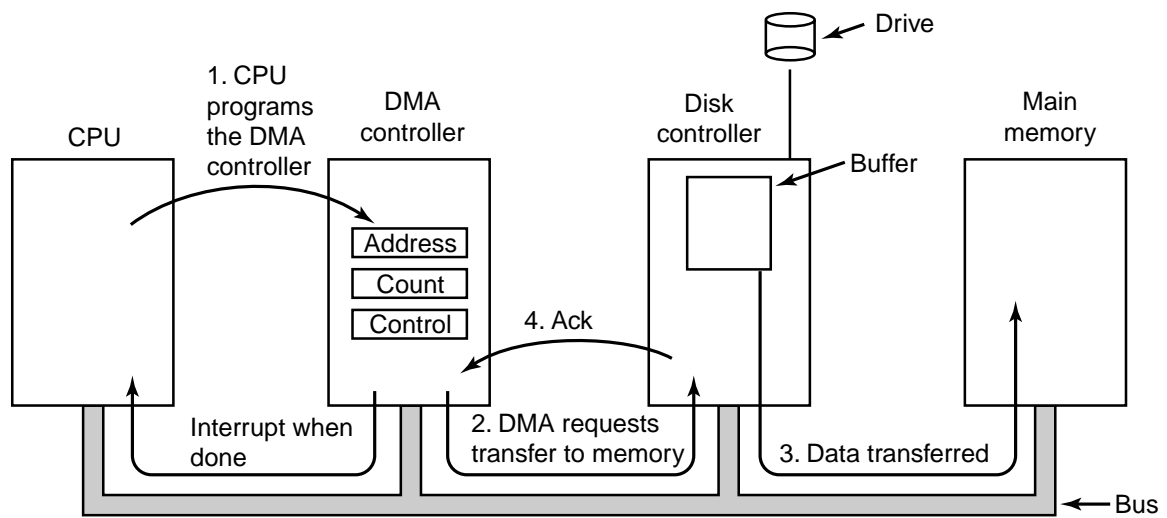 Drive
1. CPU
programs
the DMA
controller
CPU
DMA
controller
Disk
controller
Main
memory
Buffer
Address
Count
Control
4. Ack
Interrupt when
done
2. DMA requests
transfer to memory
3. Data transferred
Bus